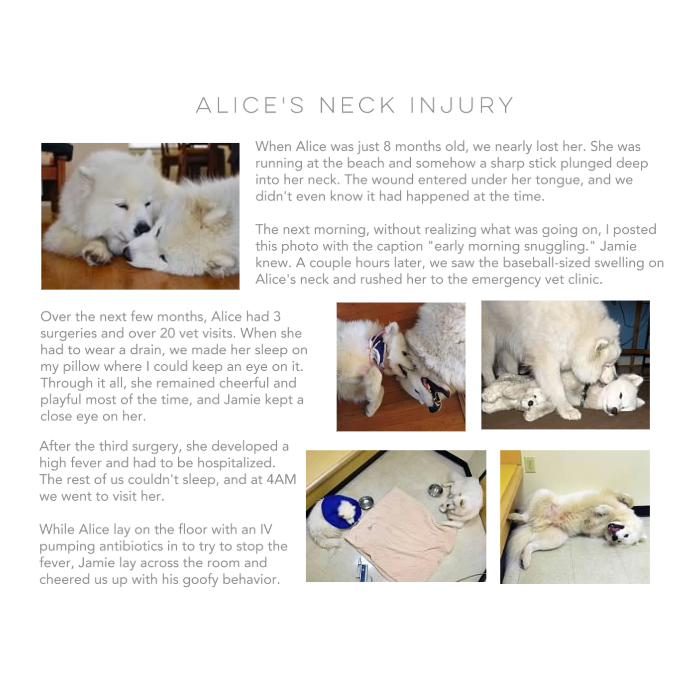 ALICE'S NECK INJURY
When Alice was just 8 months old, we nearly lost her. She was
running at the beach and somehow a sharp stick plunged deep
into her neck. The wound entered under her tongue, and we
didn't even know it had happened at the time.
The next morning, without realizing what was going on, I posted
this photo with the caption "early morning snuggling." Jamie
knew. A couple hours later, we saw the baseball-sized swelling on
Alice's neck and rushed her to the emergency vet clinic.
Over the next few months, Alice had 3
surgeries and over 20 vet visits. When she
had to wear a drain, we made her sleep on
my pillow where I could keep an eye on it.
Through it all, she remained cheerful and
playful most of the time, and Jamie kept a
close eye on her.
After the third surgery, she developed a
high fever and had to be hospitalized.
The rest of us couldn't sleep, and at 4AM
we went to visit her.
While Alice lay on the floor with an IV
pumping antibiotics in to try to stop the
fever, Jamie lay across the room and
cheered us up with his goofy behavior.